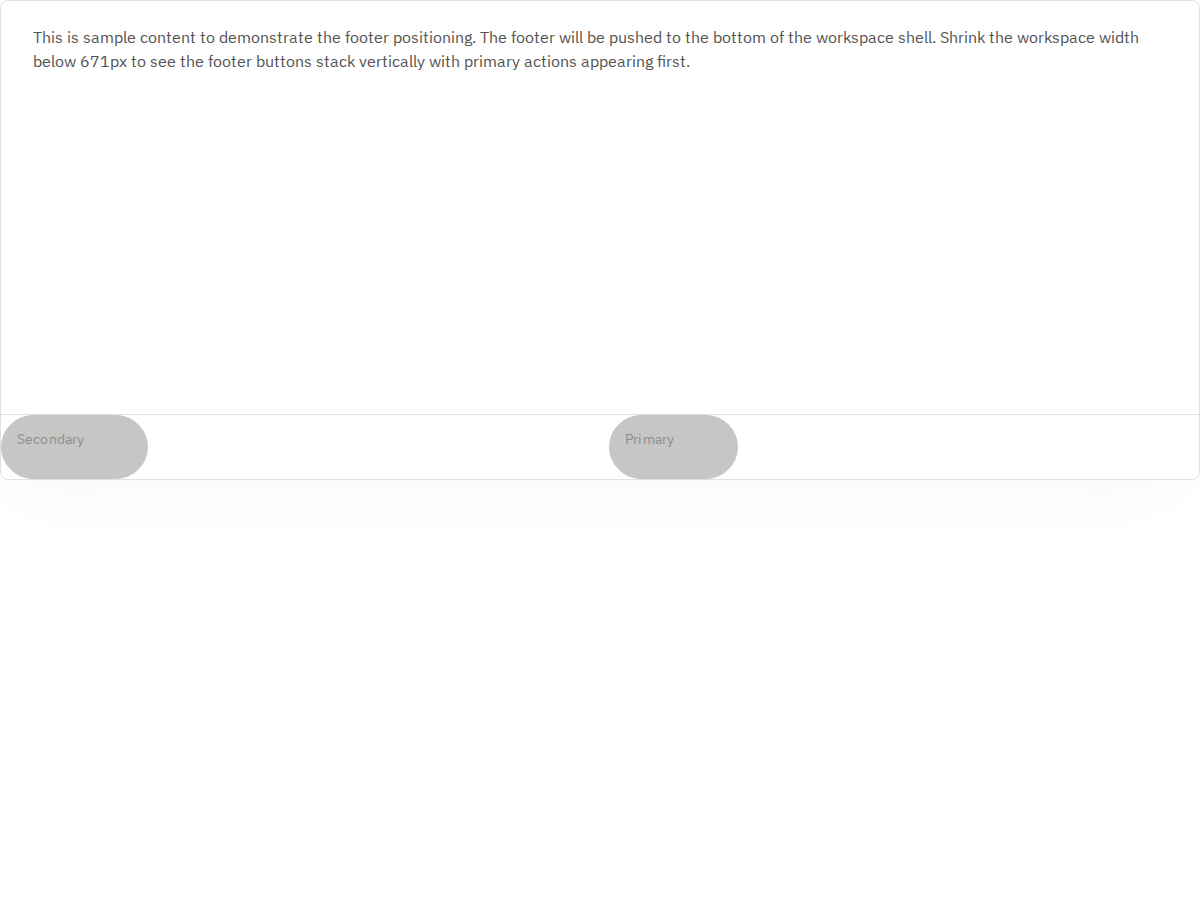 This is sample content to demonstrate the footer positioning. The footer will be pushed to the bottom of the workspace shell. Shrink the workspace width
below 671px to see the footer buttons stack vertically with primary actions appearing first.
Secondary
Primary